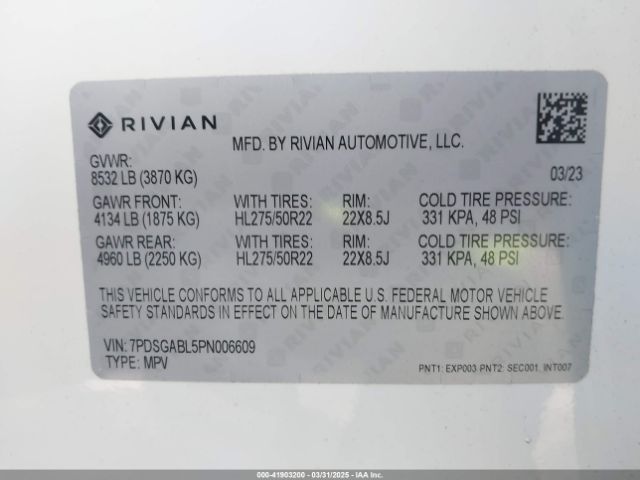 RIVIAN
MFD. BY RIVIAN AUTOMOTIVE, LLC.
GVWR:
8532 LB (3870 KG) 03/23
GAWR FRONT: WITH TIRES: RIM: COLD TIRE PRESSURE:
4134 LB (1875 KG) HL275/50R22 22X8.5J 331 KPA, 48 PSI
GAWR REAR: WITH TIRES: RIM: COLD TIRE PRESSURE:
4960 LB (2250 KG) HL275/50R22 22X8.5J 331 KPA, 48 PSI
THIS VEHICLE CONFORMS TO ALL APPLICABLE U.S. FEDERAL MOTOR VEHICLE
SAFETY STANDARDS IN EFFECT ON THE DATE OF MANUFACTURE SHOWN ABOVE.
VIN: 7PDSGABL5PN006609
TYPE: MPV
PNT1: EXP003 PNT2: SEC001, INT007
000-41903200 - 03/31/2025 - IAAI.COM